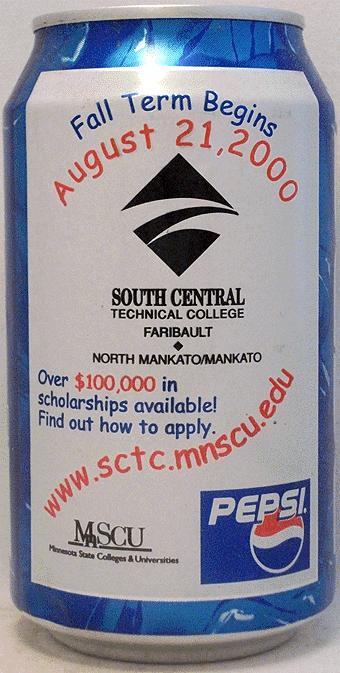 Fall Term Begins
August 21, 2000
SOUTH CENTRAL
TECHNICAL COLLEGE
FARIBAULT
NORTH MANKATO/MANKATO
Over $100,000 in
scholarships available!
Find out how to apply.
www.sctc.mnscu.edu
MnSCU
Minnesota State Colleges & Universities
PEPSI